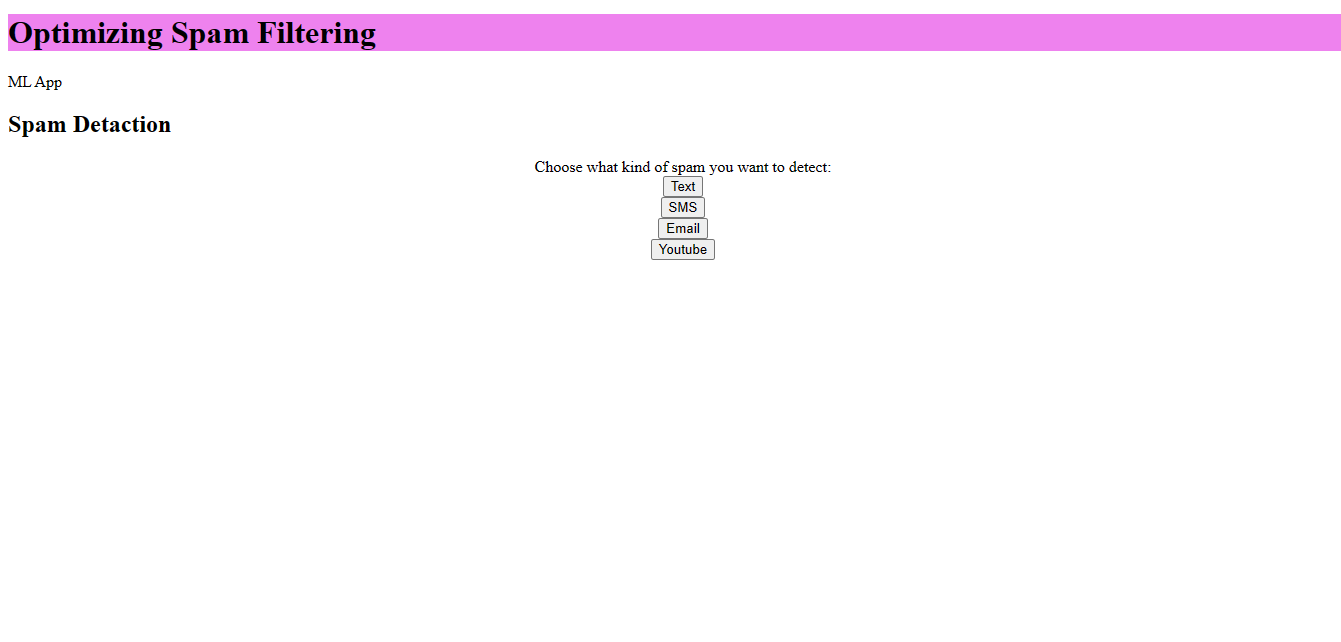 Optimizing Spam Filtering
ML App
Spam Detaction
Choose what kind of spam you want to detect:
Text
SMS
Email
Youtube